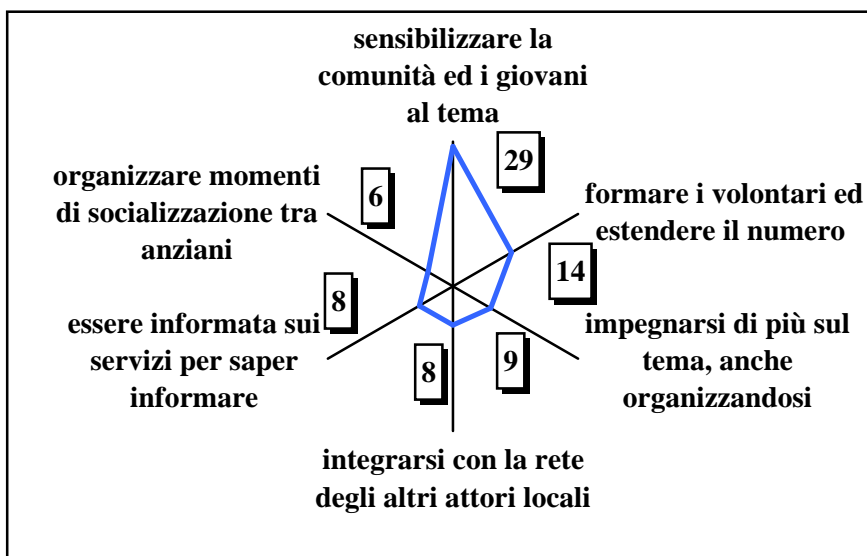 sensibilizzare la
comunità ed i giovani
al tema
29
formare i volontari ed
estendere il numero
14
impegnarsi di più sul
tema, anche
organizzandosi
9
integrarsi con la rete
degli altri attori locali
8
essere informata sui
servizi per saper
informare
8
organizzare momenti
di socializzazione tra
anziani
6